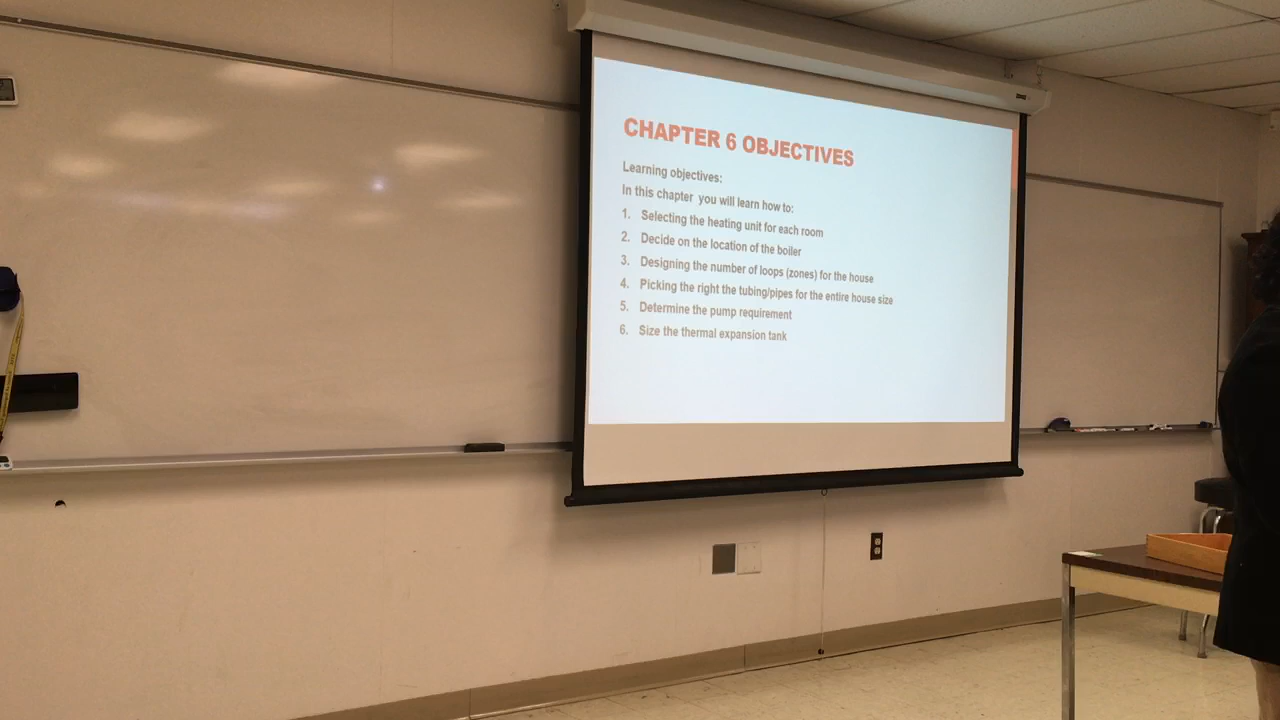 CHAPTER 6 OBJECTIVES
Learning objectives:
In this chapter you will learn how to:
1. Selecting the heating unit for each room
2. Decide on the location of the boiler
3. Designing the number of loops (zones) for the house
4. Picking the right the tubing/pipes for the entire house size
5. Determine the pump requirement
6. Size the thermal expansion tank